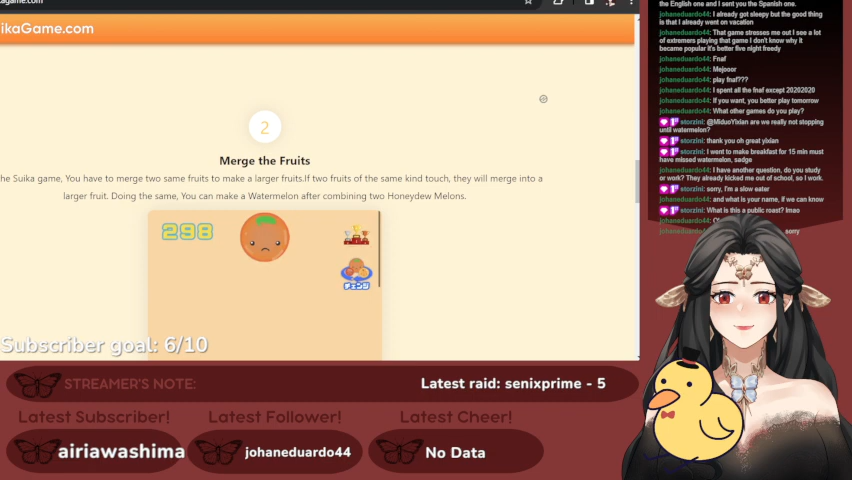 ikaGame.com
2
Merge the Fruits
he Suika game, You have to merge two same fruits to make a larger fruits.If two fruits of the same kind touch, they will merge into a
larger fruit. Doing the same, You can make a Watermelon after combining two Honeydew Melons.
298
チェンジ
Subscriber goal: 6/10
STREAMER'S NOTE:
Latest raid: senixprime - 5
Latest Subscriber!
Latest Follower!
Latest Cheer!
airiawashima
johaneduardo44
No Data
the English one and I sent you the Spanish one.
johaneduardo44: I already got sleepy but the good thing
is that I already went on vacation
johaneduardo44: That game stresses me out I see a lot
of extremers playing that game I don't know why it
became popular it's better five night freedy
johaneduardo44: Fnaf
johaneduardo44: Mejooor
johaneduardo44: play fnaf???
johaneduardo44: I spent all the fnaf except 20202020
johaneduardo44: If you want, you better play tomorrow
johaneduardo44: What other games do you play?
storzini: @MiduoYixian are we really not stopping
until watermelon?
storzini: thank you oh great yixian
storzini: I went to make breakfast for 15 min must
have missed watermelon, sadge
johaneduardo44: I have another question, do you study
or work? They already kicked me out of school, so I work.
storzini: sorry, I'm a slow eater
johaneduardo44: and what is your name, if we can know
storzini: What is this a public roast? lmao
johaneduardo44:
johaneduardo sorry